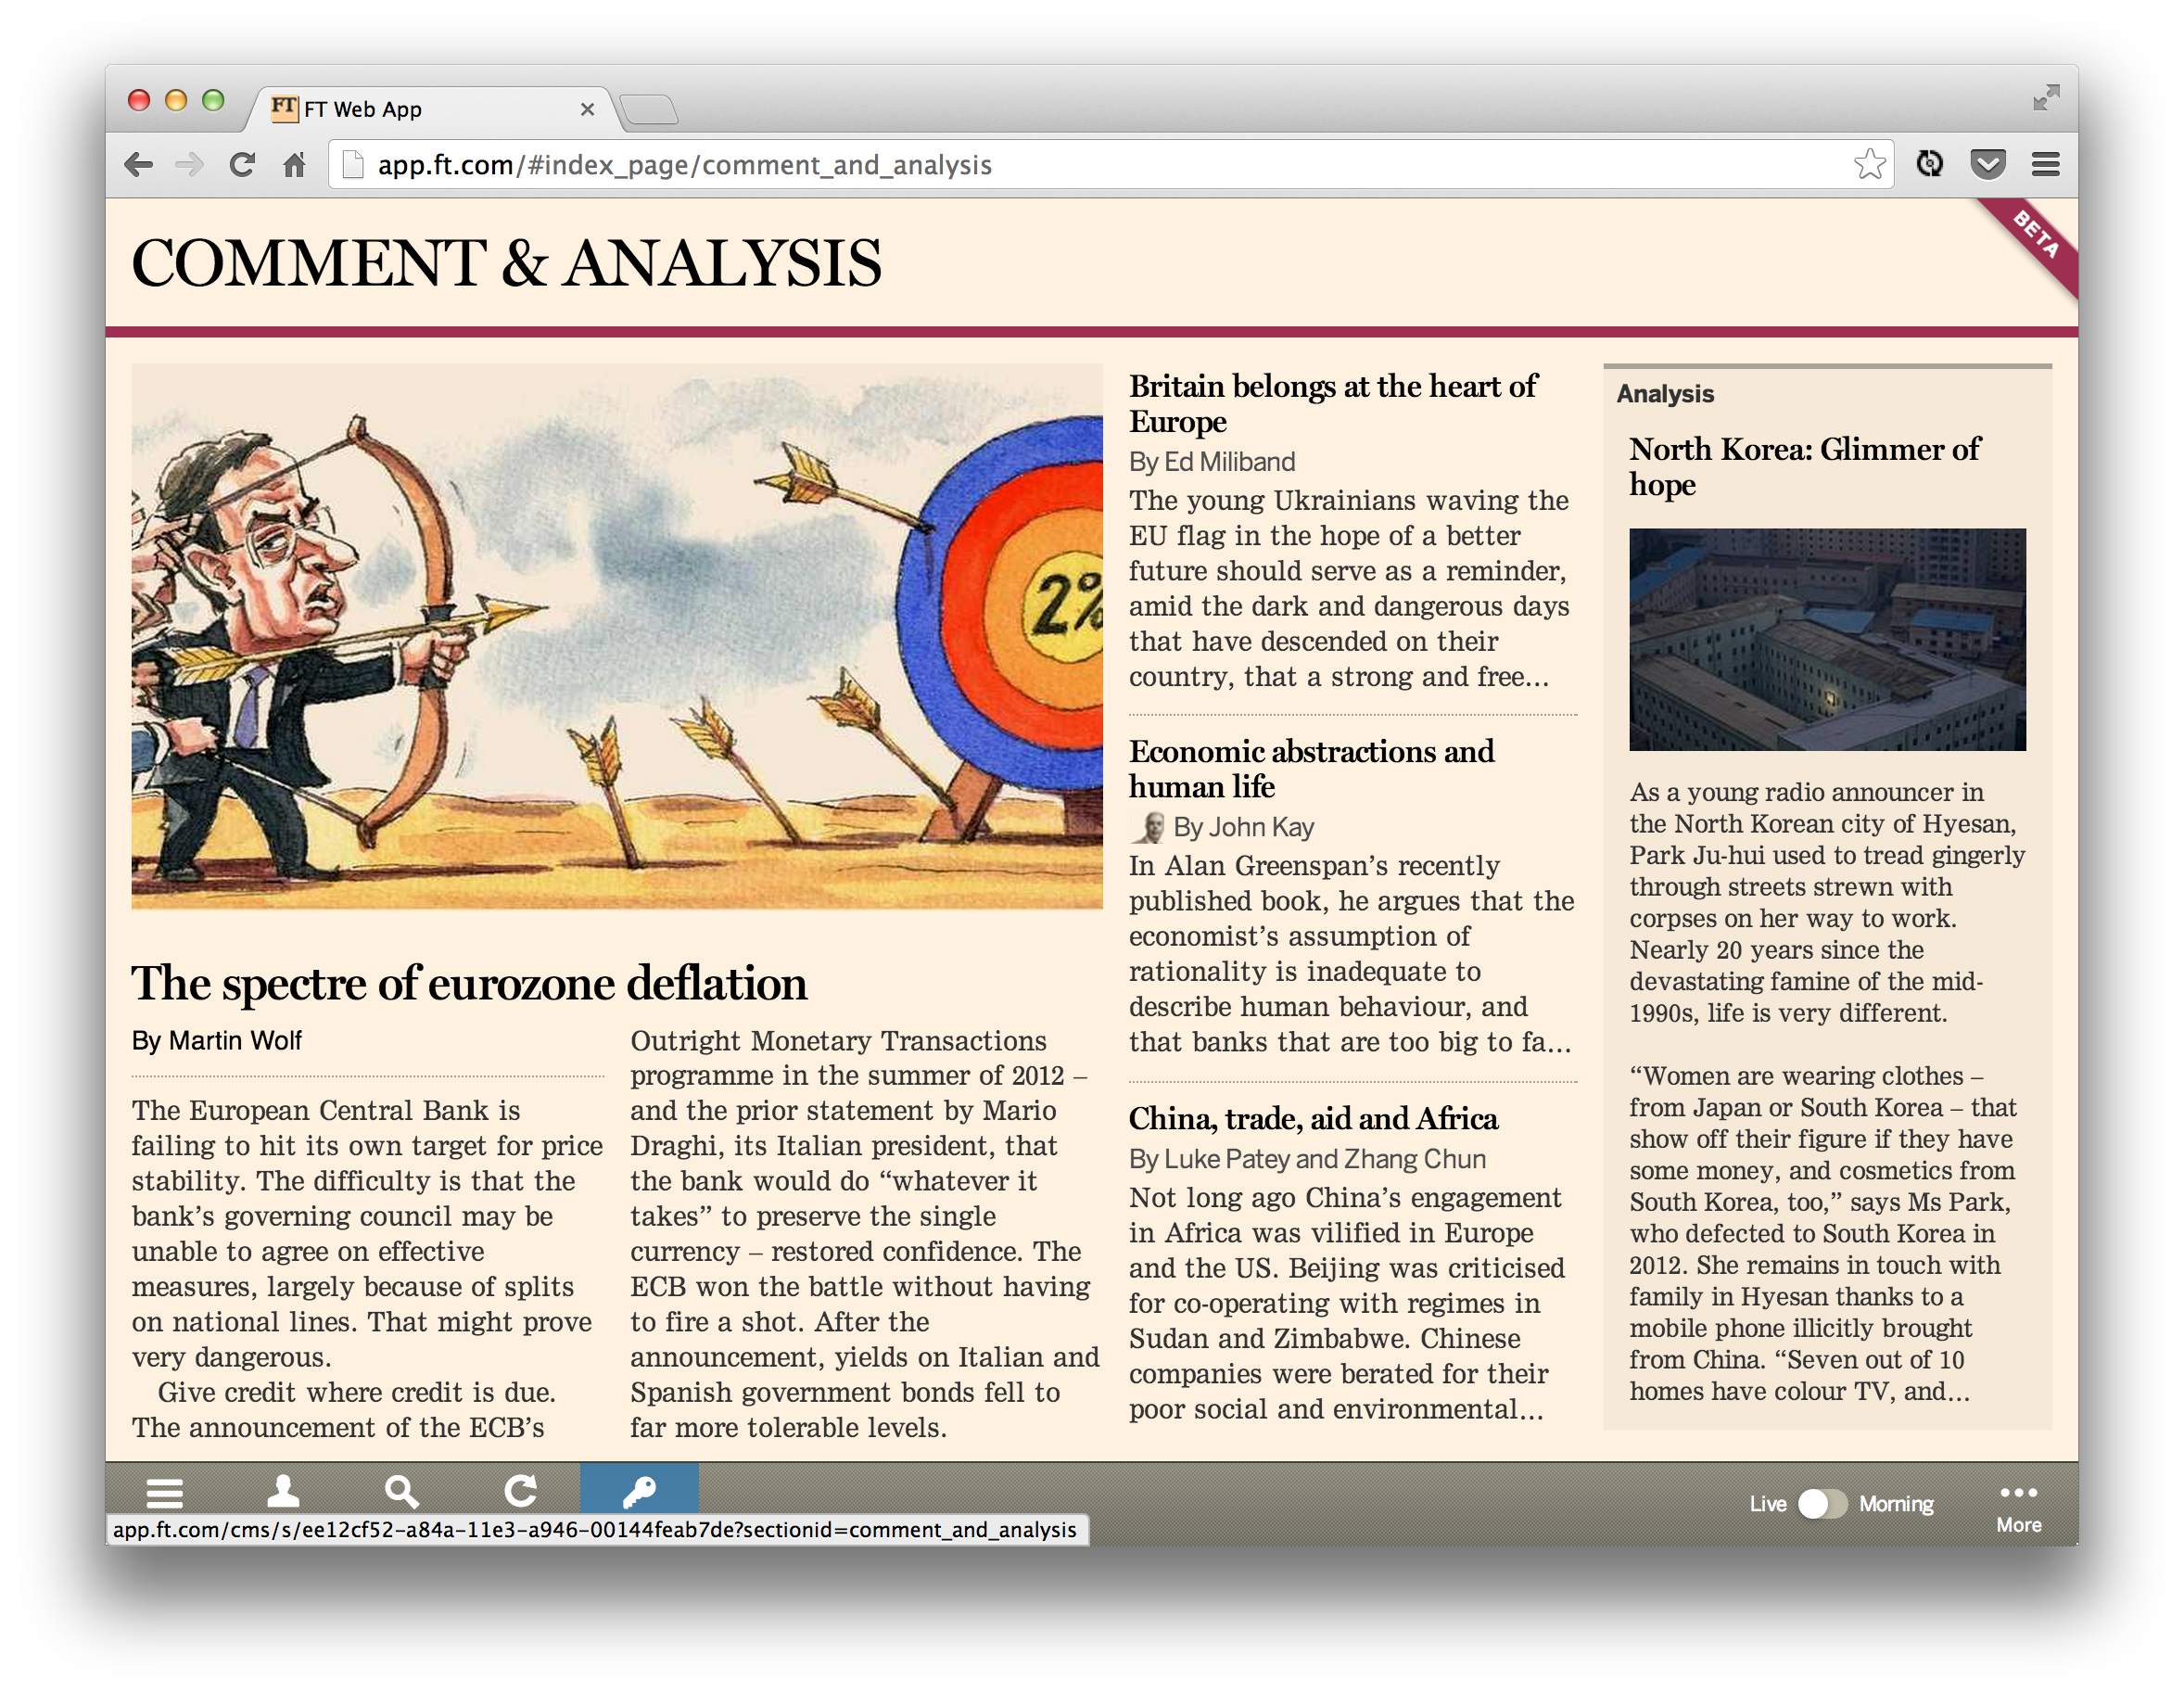 FT FT Web App
app.ft.com/#index_page/comment_and_analysis
COMMENT & ANALYSIS
BETA
2%
The spectre of eurozone deflation
By Martin Wolf
The European Central Bank is
failing to hit its own target for price
stability. The difficulty is that the
bank’s governing council may be
unable to agree on effective
measures, largely because of splits
on national lines. That might prove
very dangerous.
Give credit where credit is due.
The announcement of the ECB’s
Outright Monetary Transactions
programme in the summer of 2012 –
and the prior statement by Mario
Draghi, its Italian president, that
the bank would do “whatever it
takes” to preserve the single
currency – restored confidence. The
ECB won the battle without having
to fire a shot. After the
announcement, yields on Italian and
Spanish government bonds fell to
far more tolerable levels.
Britain belongs at the heart of
Europe
By Ed Miliband
The young Ukrainians waving the
EU flag in the hope of a better
future should serve as a reminder,
amid the dark and dangerous days
that have descended on their
country, that a strong and free...
Economic abstractions and
human life
By John Kay
In Alan Greenspan’s recently
published book, he argues that the
economist’s assumption of
rationality is inadequate to
describe human behaviour, and
that banks that are too big to fa...
China, trade, aid and Africa
By Luke Patey and Zhang Chun
Not long ago China’s engagement
in Africa was vilified in Europe
and the US. Beijing was criticised
for co-operating with regimes in
Sudan and Zimbabwe. Chinese
companies were berated for their
poor social and environmental...
Analysis
North Korea: Glimmer of
hope
As a young radio announcer in
the North Korean city of Hyesan,
Park Ju-hui used to tread gingerly
through streets strewn with
corpses on her way to work.
Nearly 20 years since the
devastating famine of the mid-
1990s, life is very different.
“Women are wearing clothes –
from Japan or South Korea – that
show off their figure if they have
some money, and cosmetics from
South Korea, too,” says Ms Park,
who defected to South Korea in
2012. She remains in touch with
family in Hyesan thanks to a
mobile phone illicitly brought
from China. “Seven out of 10
homes have colour TV, and...
Live Morning
More
app.ft.com/cms/s/ee12cf52-a84a-11e3-a946-00144feab7de?sectionid=comment_and_analysis